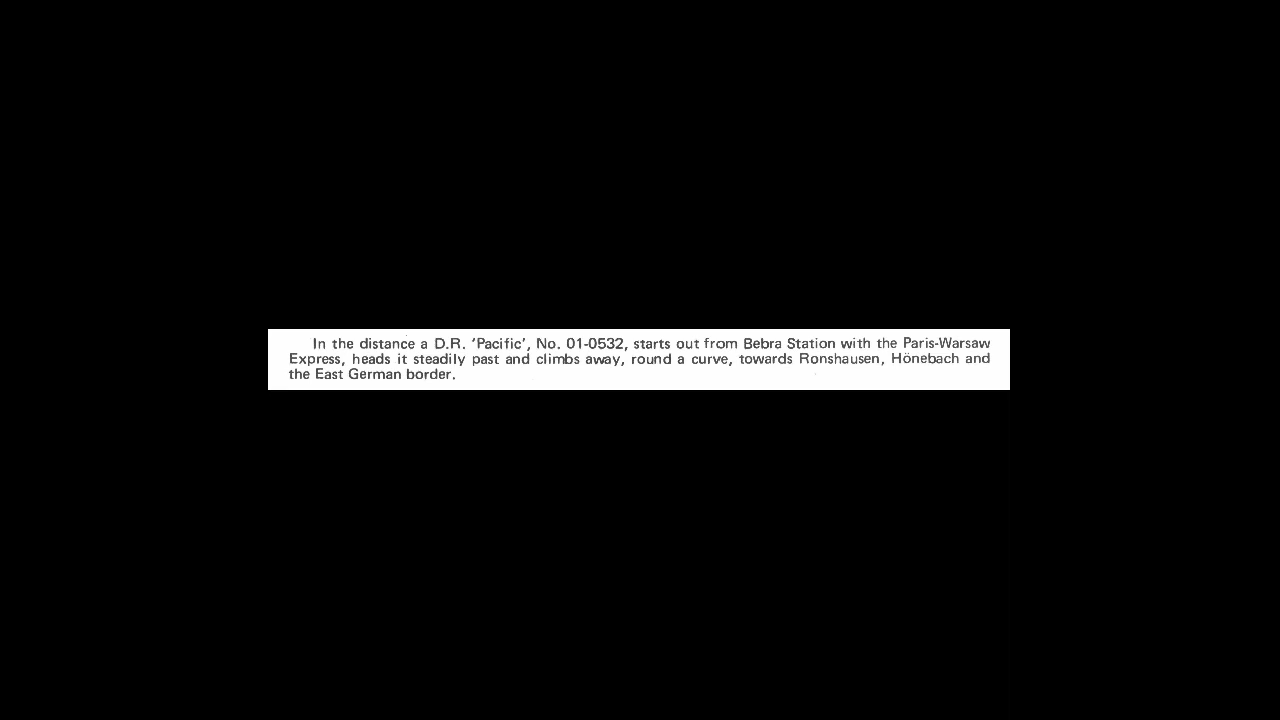 In the distance a D.R. 'Pacific', No. 01-0532, starts out from Bebra Station with the Paris-Warsaw
Express, heads it steadily past and climbs away, round a curve, towards Ronshausen, Hönebach and
the East German border.